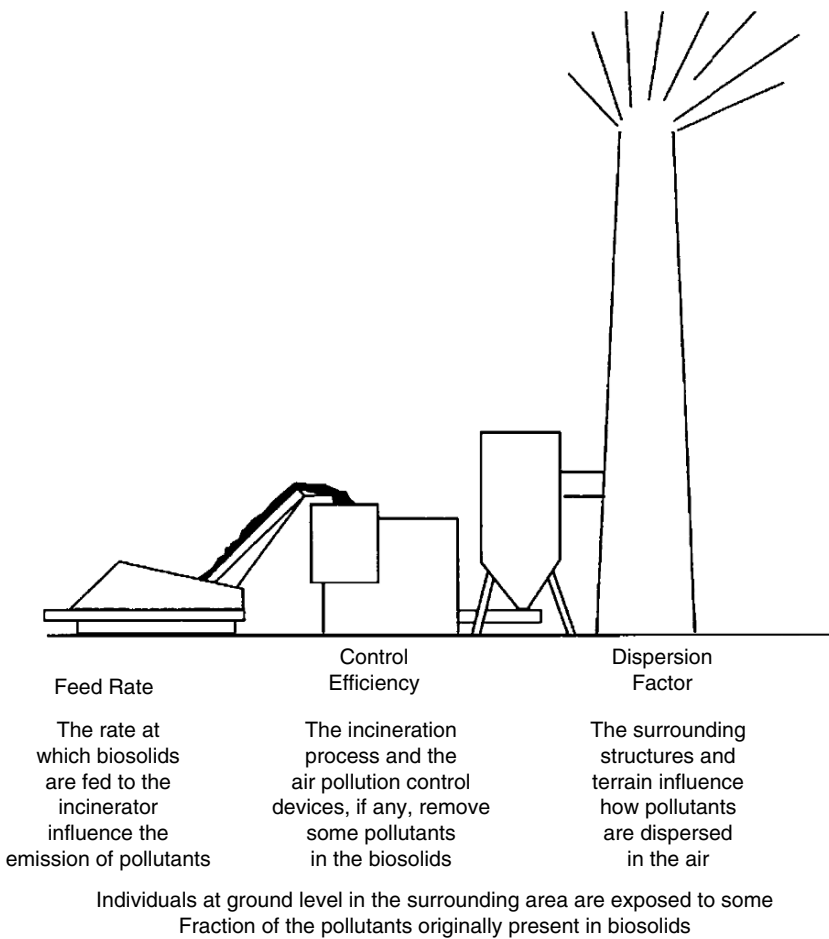 Feed Rate
The rate at
which biosolids
are fed to the
incinerator
influence the
emission of pollutants
Control
Efficiency
The incineration
process and the
air pollution control
devices, if any, remove
some pollutants
in the biosolids
Dispersion
Factor
The surrounding
structures and
terrain influence
how pollutants
are dispersed
in the air
Individuals at ground level in the surrounding area are exposed to some
Fraction of the pollutants originally present in biosolids